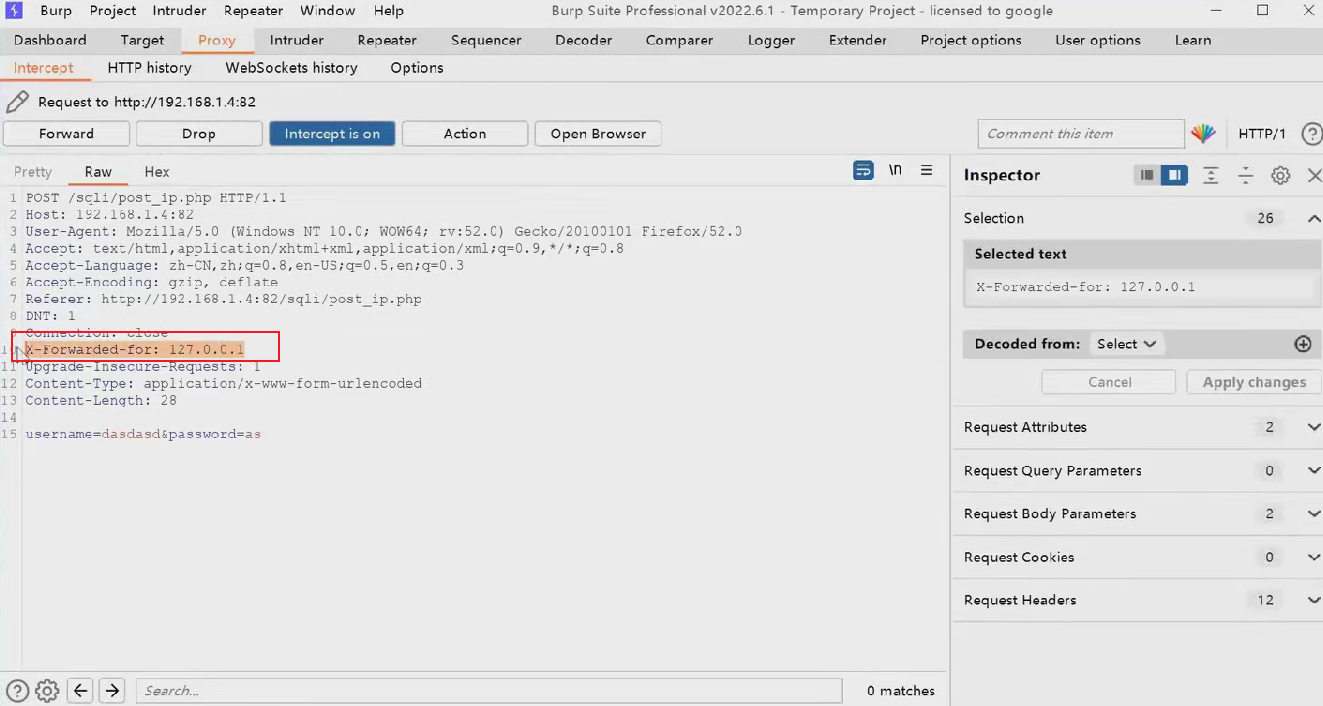 Burp Project Intruder Repeater Window Help Burp Suite Professional v2022.6.1 - Temporary Project - licensed to google
Dashboard Target Proxy Intruder Repeater Sequencer Decoder Comparer Logger Extender Project options User options Learn
Intercept HTTP history WebSockets history Options
Request to http://192.168.1.4:82
Forward Drop Intercept is on Action Open Browser Comment this item HTTP/1 ?
Pretty Raw Hex \n
1 POST /sqli/post_ip.php HTTP/1.1
2 Host: 192.168.1.4:82
3 User-Agent: Mozilla/5.0 (Windows NT 10.0; WOW64; rv:52.0) Gecko/20100101 Firefox/52.0
4 Accept: text/html,application/xhtml+xml,application/xml;q=0.9,*/*;q=0.8
5 Accept-Language: zh-CN,zh;q=0.8,en-US;q=0.5,en;q=0.3
6 Accept-Encoding: gzip, deflate
7 Referer: http://192.168.1.4:82/sqli/post_ip.php
8 DNT: 1
9 Connection: close
10 X-Forwarded-for: 127.0.0.1
11 Upgrade-Insecure-Requests: 1
12 Content-Type: application/x-www-form-urlencoded
13 Content-Length: 28
14
15 username=dasdasd&password=as
Inspector
Selection 26
Selected text
X-Forwarded-for: 127.0.0.1
Decoded from: Select
Cancel Apply changes
Request Attributes 2
Request Query Parameters 0
Request Body Parameters 2
Request Cookies 0
Request Headers 12
? Search... 0 matches